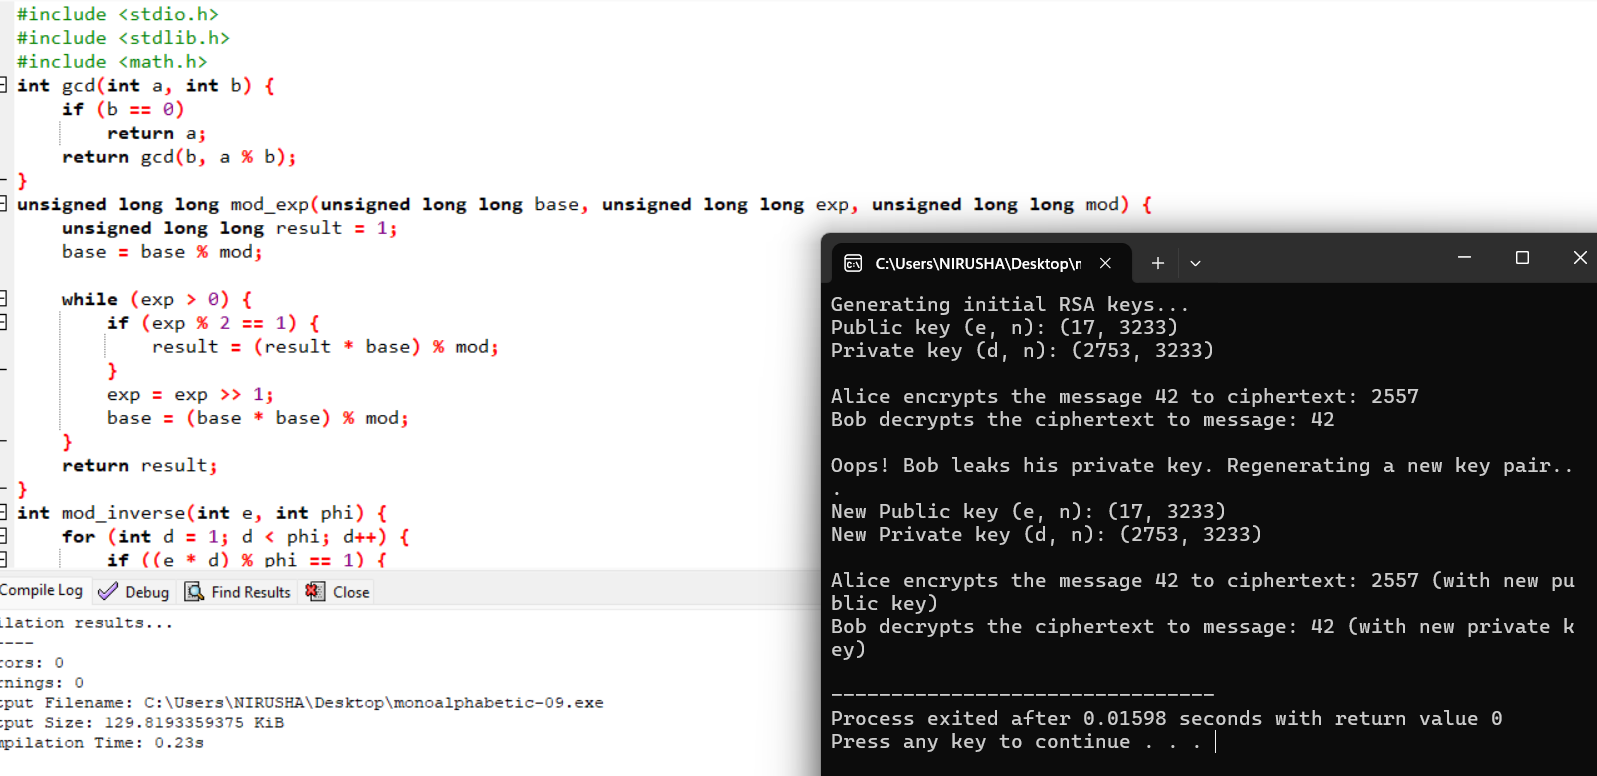 #include <stdio.h>
#include <stdlib.h>
#include <math.h>
int gcd(int a, int b) {
    if (b == 0)
        return a;
    return gcd(b, a % b);
}
unsigned long long mod_exp(unsigned long long base, unsigned long long exp, unsigned long long mod) {
    unsigned long long result = 1;
    base = base % mod;
    while (exp > 0) {
        if (exp % 2 == 1) {
            result = (result * base) % mod;
        }
        exp = exp >> 1;
        base = (base * base) % mod;
    }
    return result;
}
int mod_inverse(int e, int phi) {
    for (int d = 1; d < phi; d++) {
        if ((e * d) % phi == 1) {
Compile Log Debug Find Results Close
ilation results...
----
rors: 0
rnings: 0
tput Filename: C:\Users\NIRUSHA\Desktop\monoalphabetic-09.exe
tput Size: 129.8193359375 KiB
mpilation Time: 0.23s
C:\Users\NIRUSHA\Desktop\r
Generating initial RSA keys...
Public key (e, n): (17, 3233)
Private key (d, n): (2753, 3233)
Alice encrypts the message 42 to ciphertext: 2557
Bob decrypts the ciphertext to message: 42
Oops! Bob leaks his private key. Regenerating a new key pair..
.
New Public key (e, n): (17, 3233)
New Private key (d, n): (2753, 3233)
Alice encrypts the message 42 to ciphertext: 2557 (with new pu
blic key)
Bob decrypts the ciphertext to message: 42 (with new private k
ey)
--------------------------------
Process exited after 0.01598 seconds with return value 0
Press any key to continue . . .